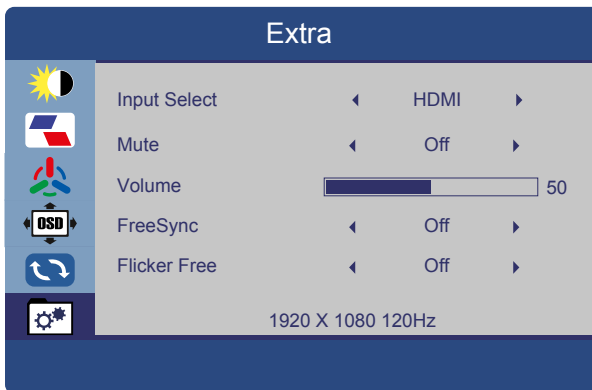 Extra
Input Select HDMI
Mute Off
Volume 50
FreeSync Off
OSD
Flicker Free Off
1920 X 1080 120Hz